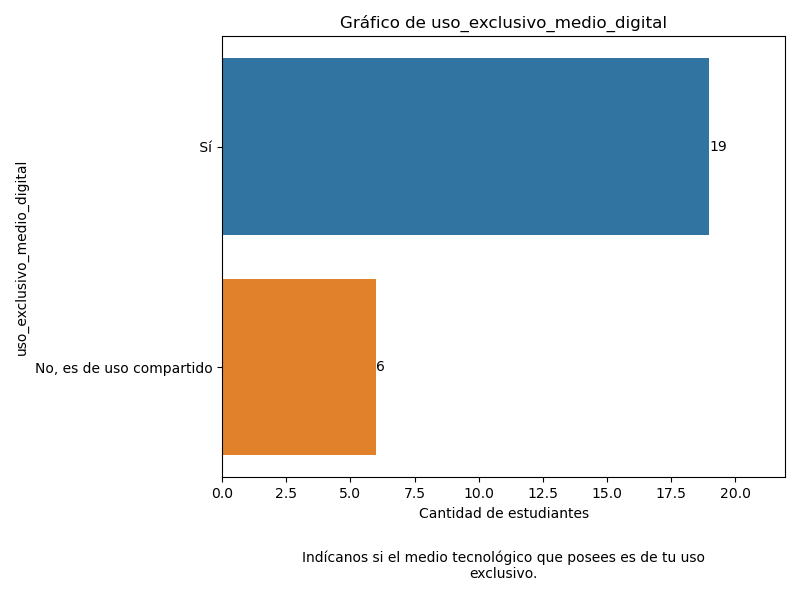 Gráfico de uso_exclusivo_medio_digital
uso_exclusivo_medio_digital
Sí
19
No, es de uso compartido
6
0.0 2.5 5.0 7.5 10.0 12.5 15.0 17.5 20.0
Cantidad de estudiantes
Indícanos si el medio tecnológico que posees es de tu uso
exclusivo.